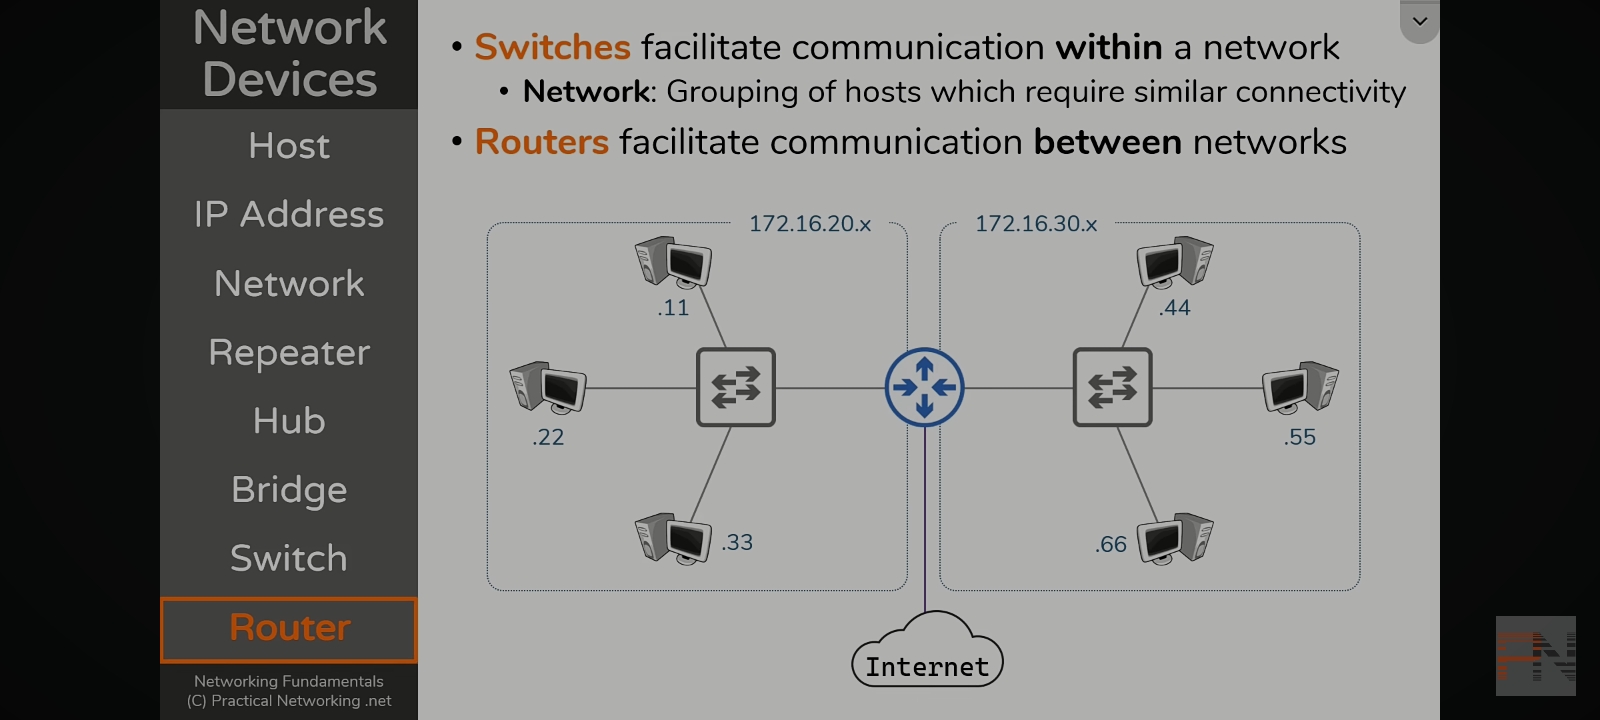 Network
Devices
Host
IP Address
Network
Repeater
Hub
Bridge
Switch
Router
Networking Fundamentals
(C) Practical Networking .net
• Switches facilitate communication within a network
• Network: Grouping of hosts which require similar connectivity
• Routers facilitate communication between networks
172.16.20.x
172.16.30.x
.11
.44
.22
.55
.33
.66
Internet
PN